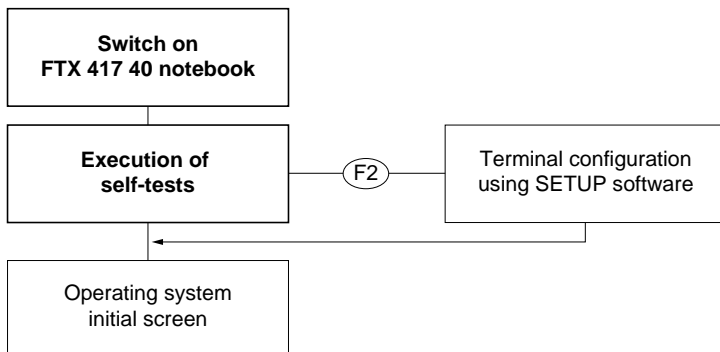 Switch on
FTX 417 40 notebook
Execution of
self-tests
F2
Terminal configuration
using SETUP software
Operating system
initial screen